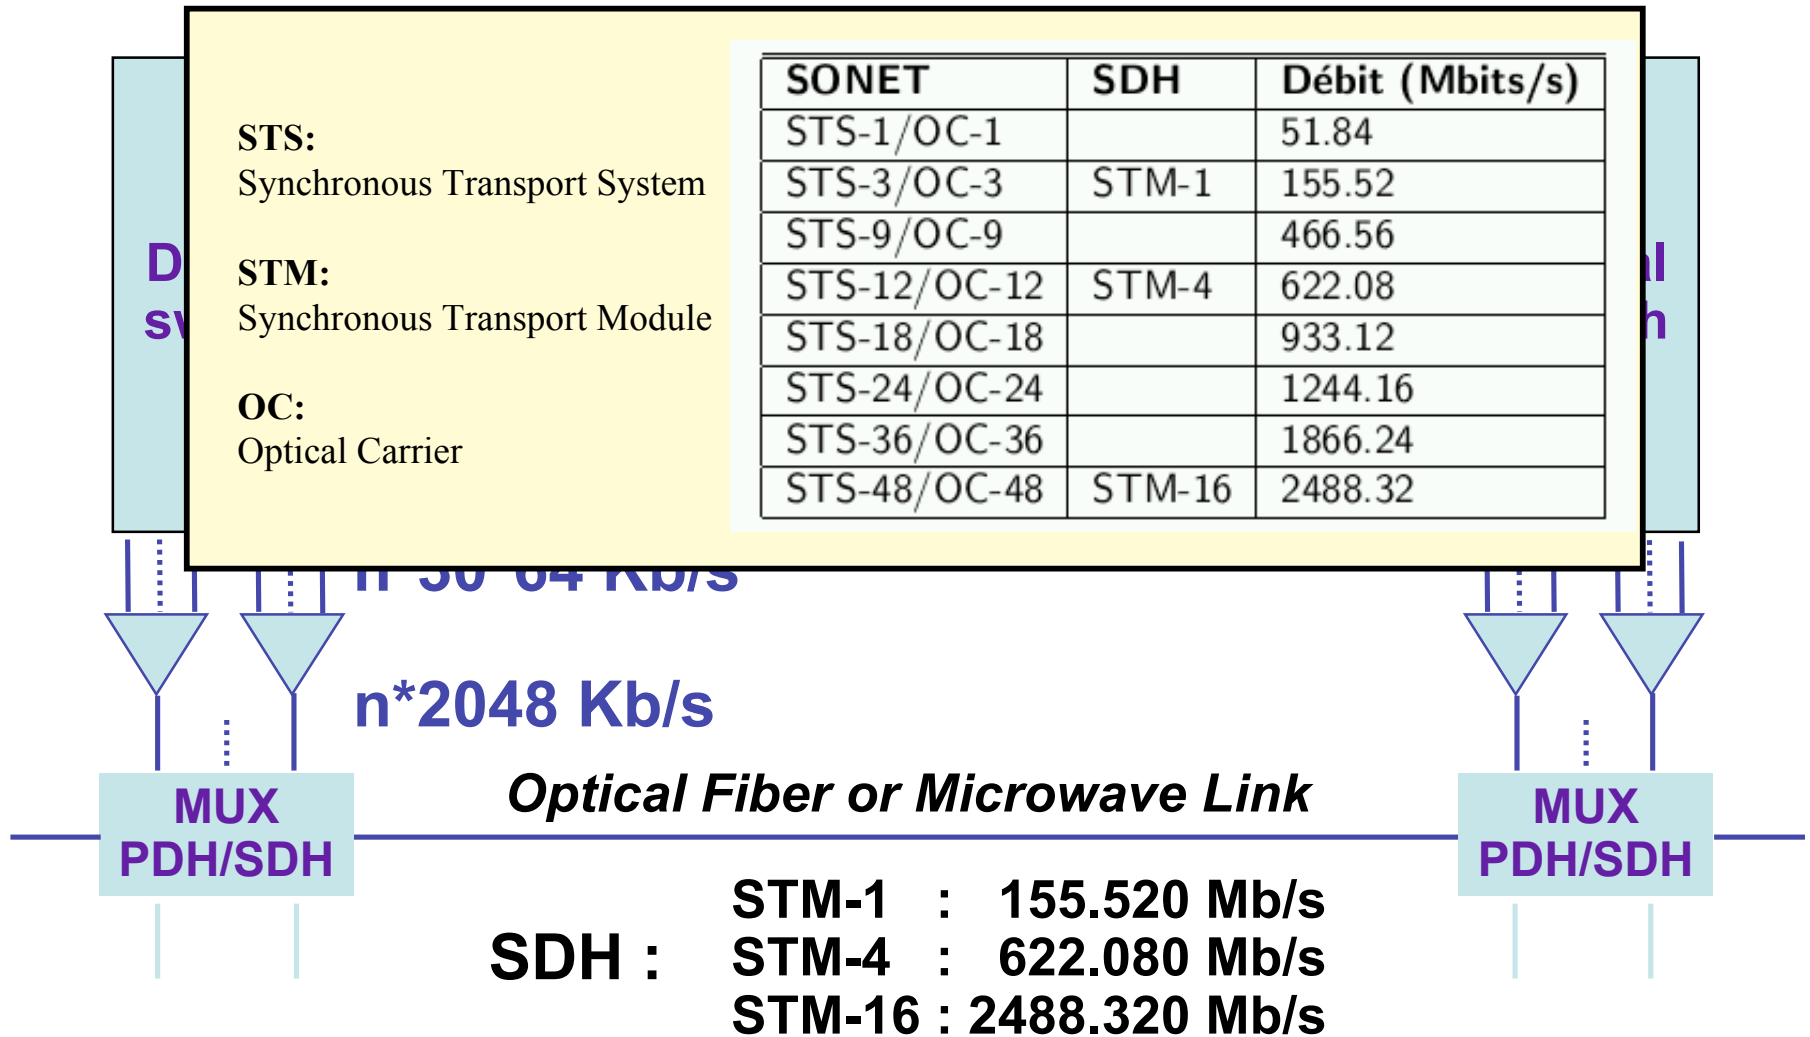 STS:
Synchronous Transport System
STM:
Synchronous Transport Module
OC:
Optical Carrier
SONET SDH Débit (Mbits/s)
STS-1/OC-1 51.84
STS-3/OC-3 STM-1 155.52
STS-9/OC-9 466.56
STS-12/OC-12 STM-4 622.08
STS-18/OC-18 933.12
STS-24/OC-24 1244.16
STS-36/OC-36 1866.24
STS-48/OC-48 STM-16 2488.32
n*30*64 Kb/s
n*2048 Kb/s
Optical Fiber or Microwave Link
MUX
PDH/SDH
MUX
PDH/SDH
SDH :
STM-1 : 155.520 Mb/s
STM-4 : 622.080 Mb/s
STM-16 : 2488.320 Mb/s